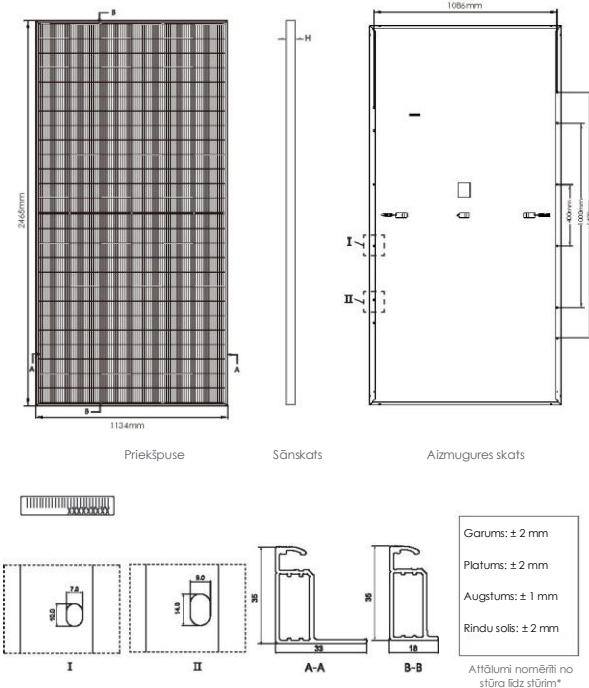 B
2465mm
A
A
B
1134mm
H
1086mm
400mm
1000mm
I
II
Priekšpuse
Sānskats
Aizmugures skats
7.0
10.0
I
9.0
14.0
II
35
33
A-A
35
18
B-B
Garums: ± 2 mm
Platums: ± 2 mm
Augstums: ± 1 mm
Rindu solis: ± 2 mm
Attālumi nomērīti no
stūra līdz stūrim*